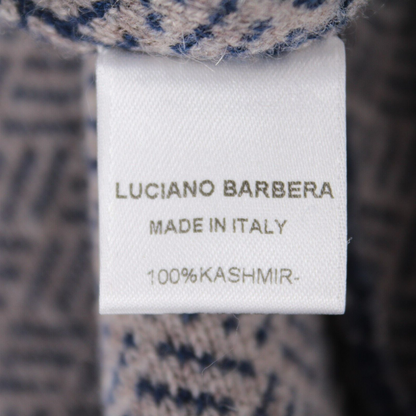 LUCIANO BARBERA
MADE IN ITALY
100%KASHMIR-